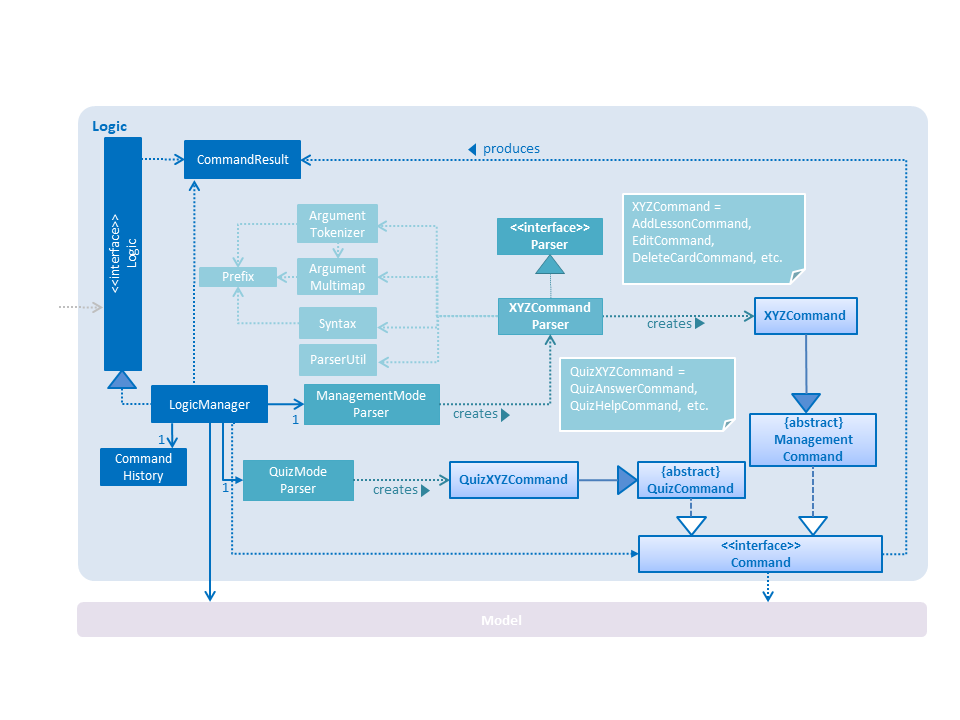 Logic
<<interface>>
Logic
CommandResult
produces
Argument
Tokenizer
Prefix
Argument
Multimap
Syntax
ParserUtil
<<interface>>
Parser
XYZCommand =
AddLessonCommand,
EditCommand,
DeleteCardCommand, etc.
XYZCommand
Parser
creates
XYZCommand
QuizXYZCommand =
QuizAnswerCommand,
QuizHelpCommand, etc.
LogicManager
1
ManagementMode
Parser
creates
{abstract}
Management
Command
1
Command
History
1
QuizMode
Parser
creates
QuizXYZCommand
{abstract}
QuizCommand
<<interface>>
Command
Model